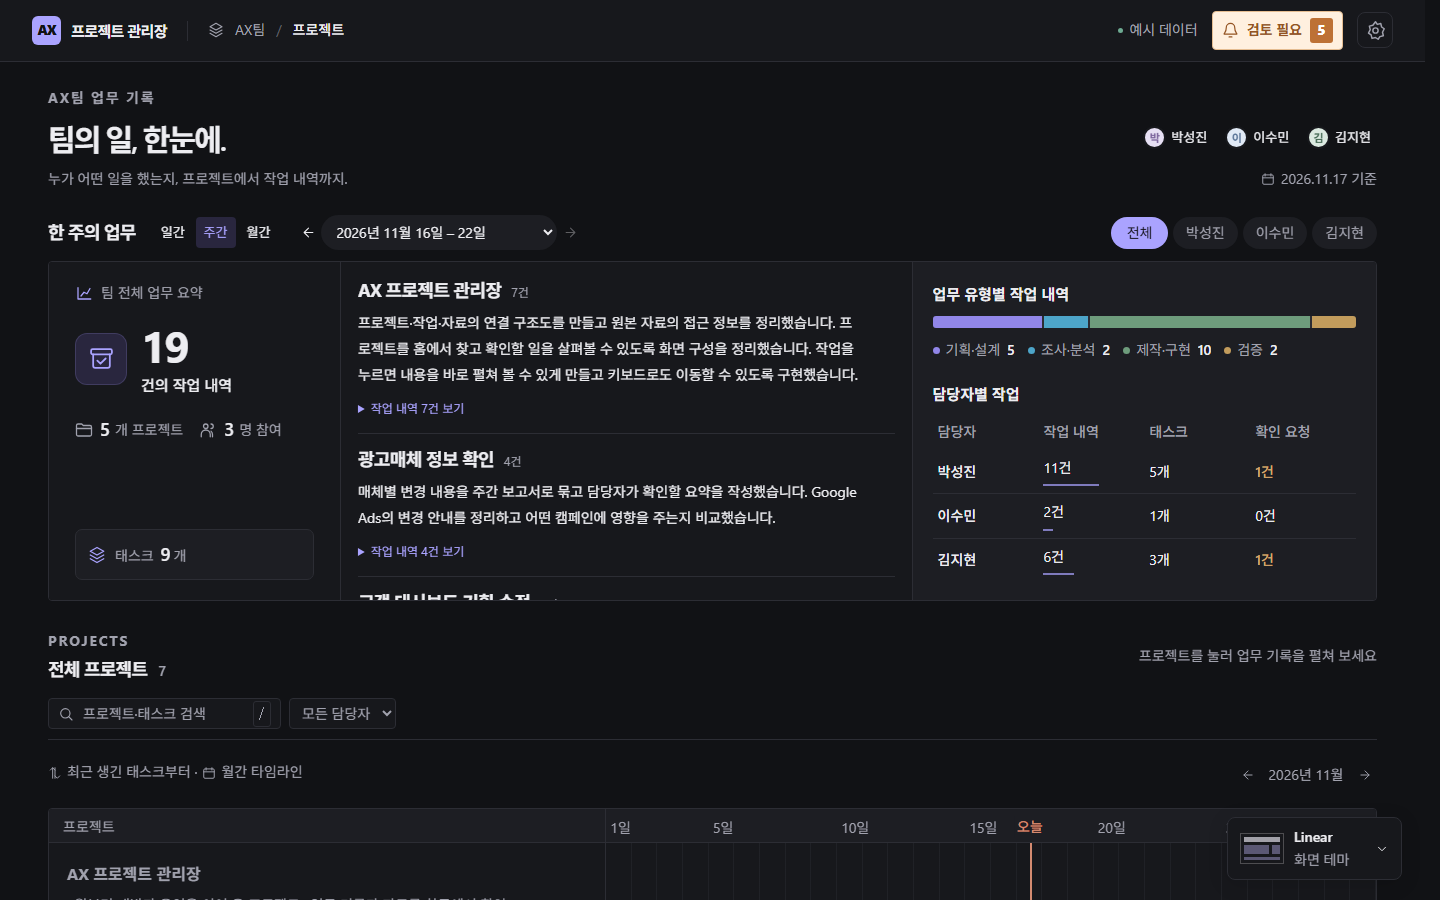 AX 프로젝트 관리장
AX팀 / 프로젝트
예시 데이터
검토 필요 5
AX팀 업무 기록
팀의 일, 한눈에.
누가 어떤 일을 했는지, 프로젝트에서 작업 내역까지.
박 박성진 이 이수민 김 김지현
2026.11.17 기준
한 주의 업무 일간 주간 월간
← 2026년 11월 16일 – 22일 →
전체 박성진 이수민 김지현
팀 전체 업무 요약
19
건의 작업 내역
5 개 프로젝트 3 명 참여
태스크 9 개
AX 프로젝트 관리장 7건
프로젝트·작업·자료의 연결 구조도를 만들고 원본 자료의 접근 정보를 정리했습니다. 프
로젝트를 홈에서 찾고 확인할 일을 살펴볼 수 있도록 화면 구성을 정리했습니다. 작업을
누르면 내용을 바로 펼쳐 볼 수 있게 만들고 키보드로도 이동할 수 있도록 구현했습니다.
▶ 작업 내역 7건 보기
광고매체 정보 확인 4건
매체별 변경 내용을 주간 보고서로 묶고 담당자가 확인할 요약을 작성했습니다. Google
Ads의 변경 안내를 정리하고 어떤 캠페인에 영향을 주는지 비교했습니다.
▶ 작업 내역 4건 보기
업무 유형별 작업 내역
기획·설계 5 조사·분석 2 제작·구현 10 검증 2
담당자별 작업
담당자 작업 내역 태스크 확인 요청
박성진 11건 5개 1건
이수민 2건 1개 0건
김지현 6건 3개 1건
PROJECTS
전체 프로젝트 7
프로젝트를 눌러 업무 기록을 펼쳐 보세요
프로젝트·태스크 검색 /
모든 담당자
최근 생긴 태스크부터 · 월간 타임라인
← 2026년 11월 →
프로젝트 1일 5일 10일 15일 오늘 20일
AX 프로젝트 관리장
Linear
화면 테마